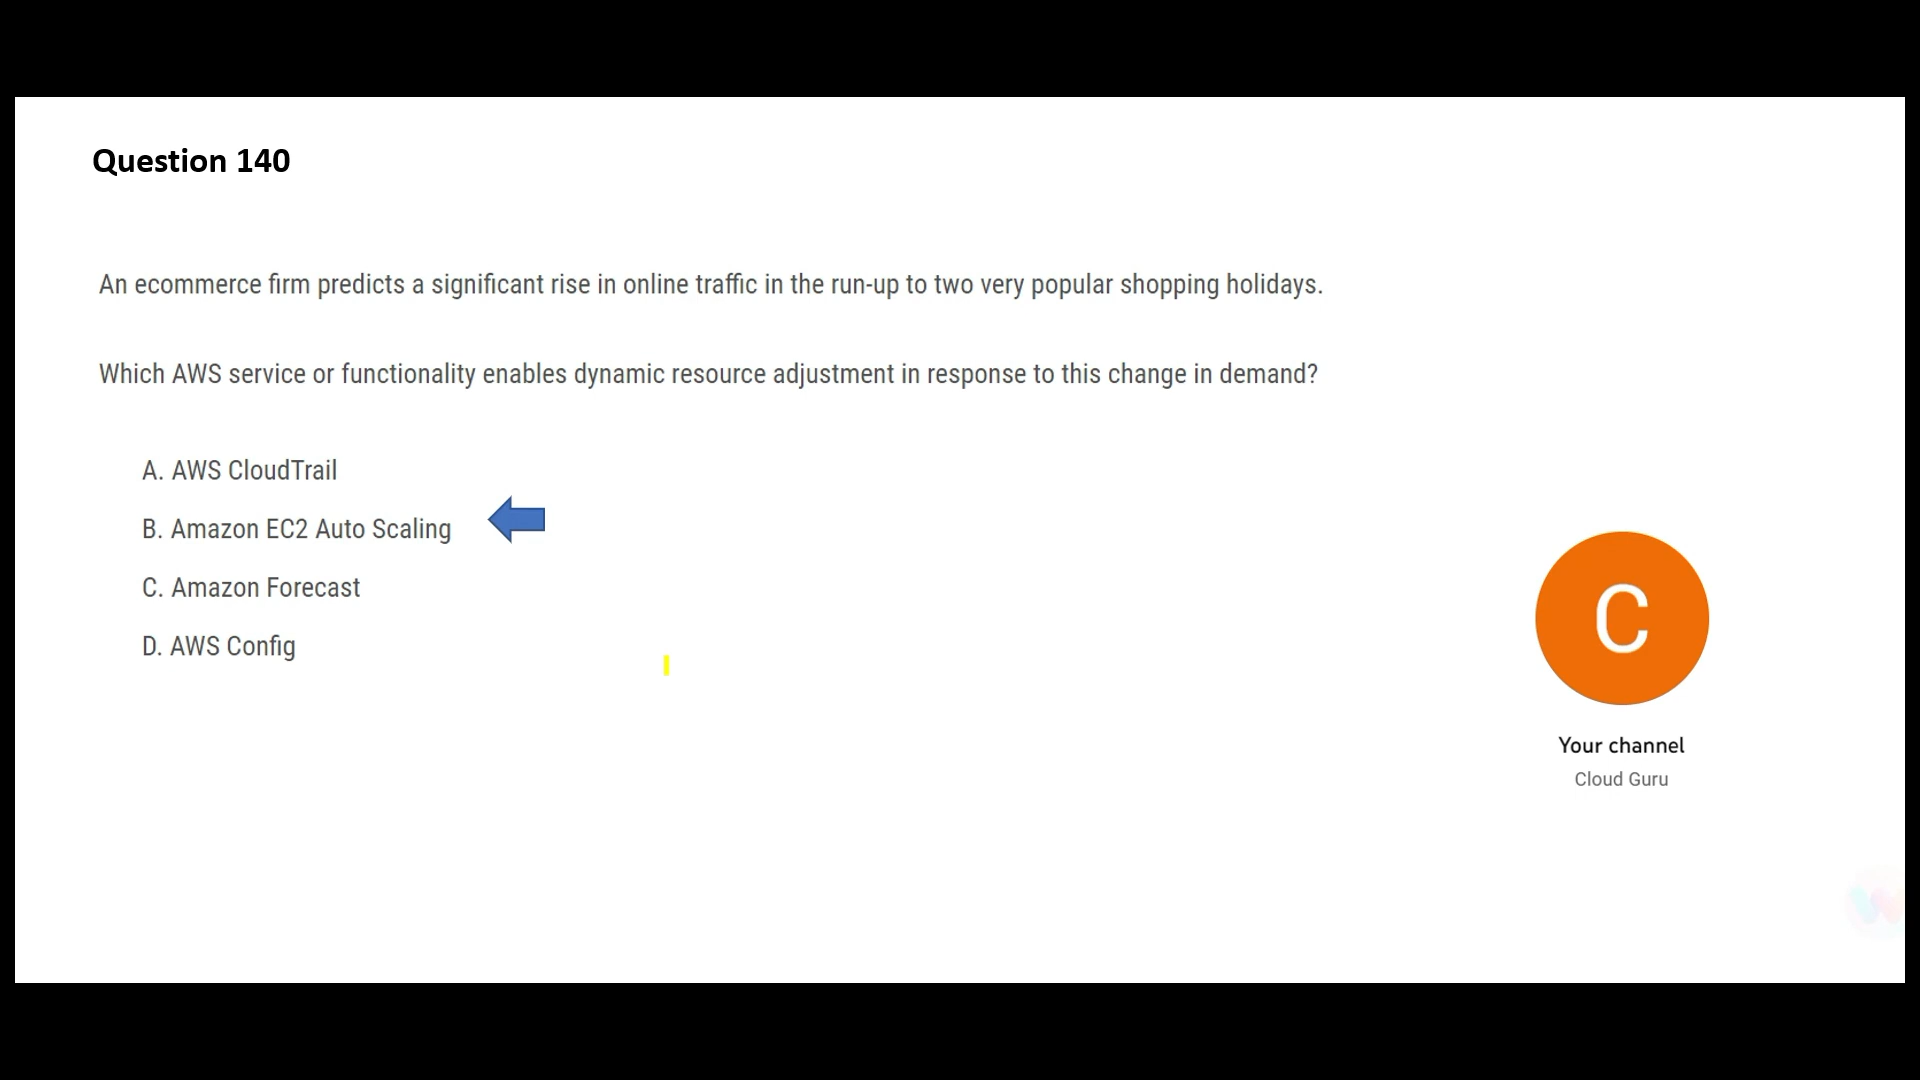 Question 140
An ecommerce firm predicts a significant rise in online traffic in the run-up to two very popular shopping holidays.
Which AWS service or functionality enables dynamic resource adjustment in response to this change in demand?
A. AWS CloudTrail
B. Amazon EC2 Auto Scaling
C. Amazon Forecast
D. AWS Config
C
Your channel
Cloud Guru
W